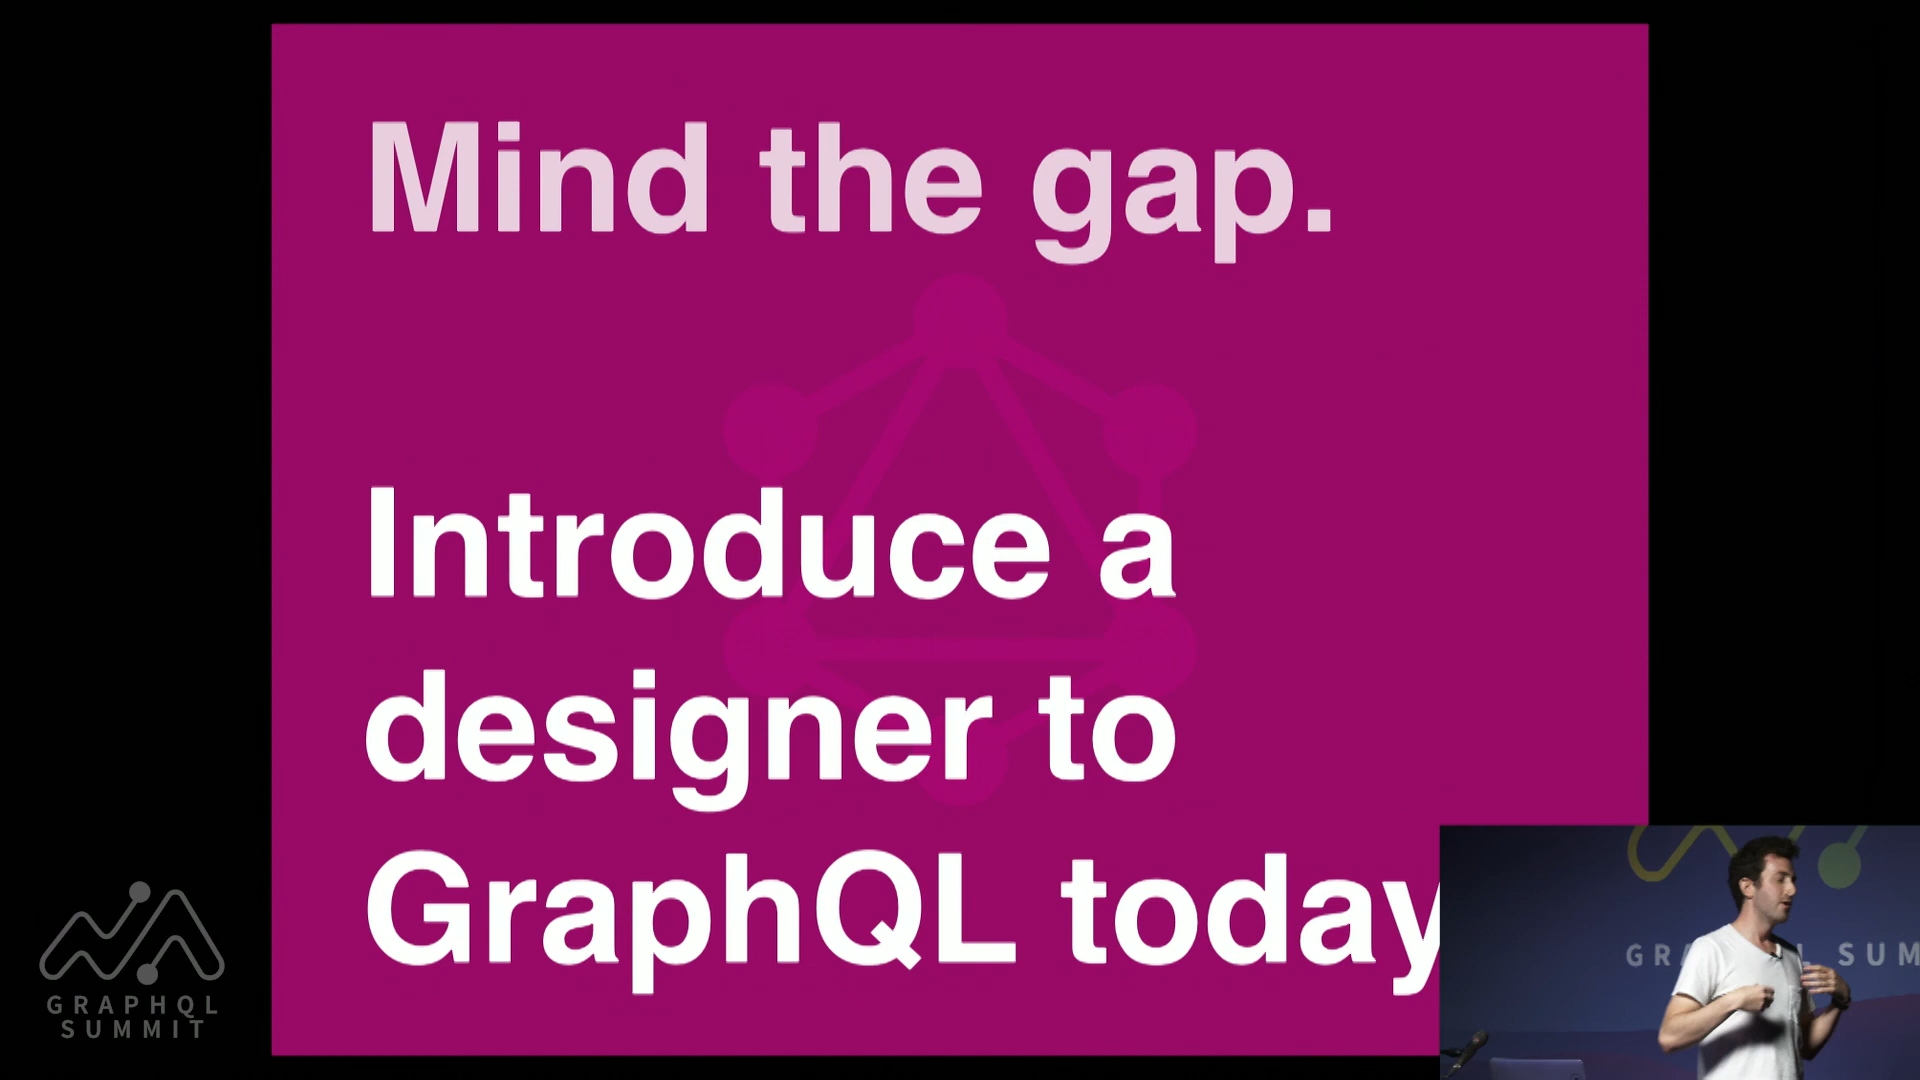 Mind the gap.
Introduce a
designer to
GraphQL today
GRAPHQL
SUMMIT